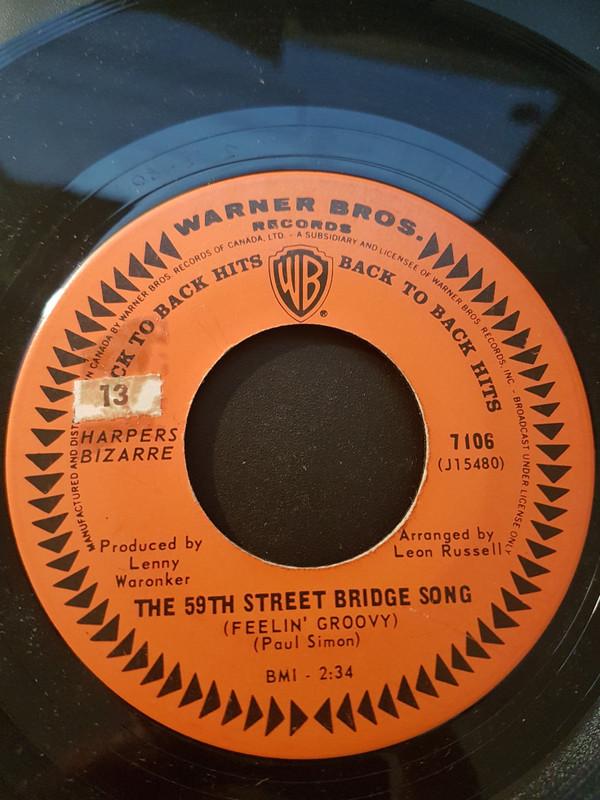 WARNER BROS.
RECORDS
MANUFACTURED AND DIST IN CANADA BY WARNER BROS. RECORDS OF CANADA, LTD. - A SUBSIDIARY AND LICENSEE OF WARNER BROS. RECORDS, INC. - BROADCAST UNDER LICENSE ONLY
CK TO BACK HITS
WB
®
BACK TO BACK HITS
13
HARPERS
BIZARRE
7106
(J15480)
Produced by
Lenny
Waronker
Arranged by
Leon Russell
THE 59TH STREET BRIDGE SONG
(FEELIN' GROOVY)
(Paul Simon)
BMI - 2:34